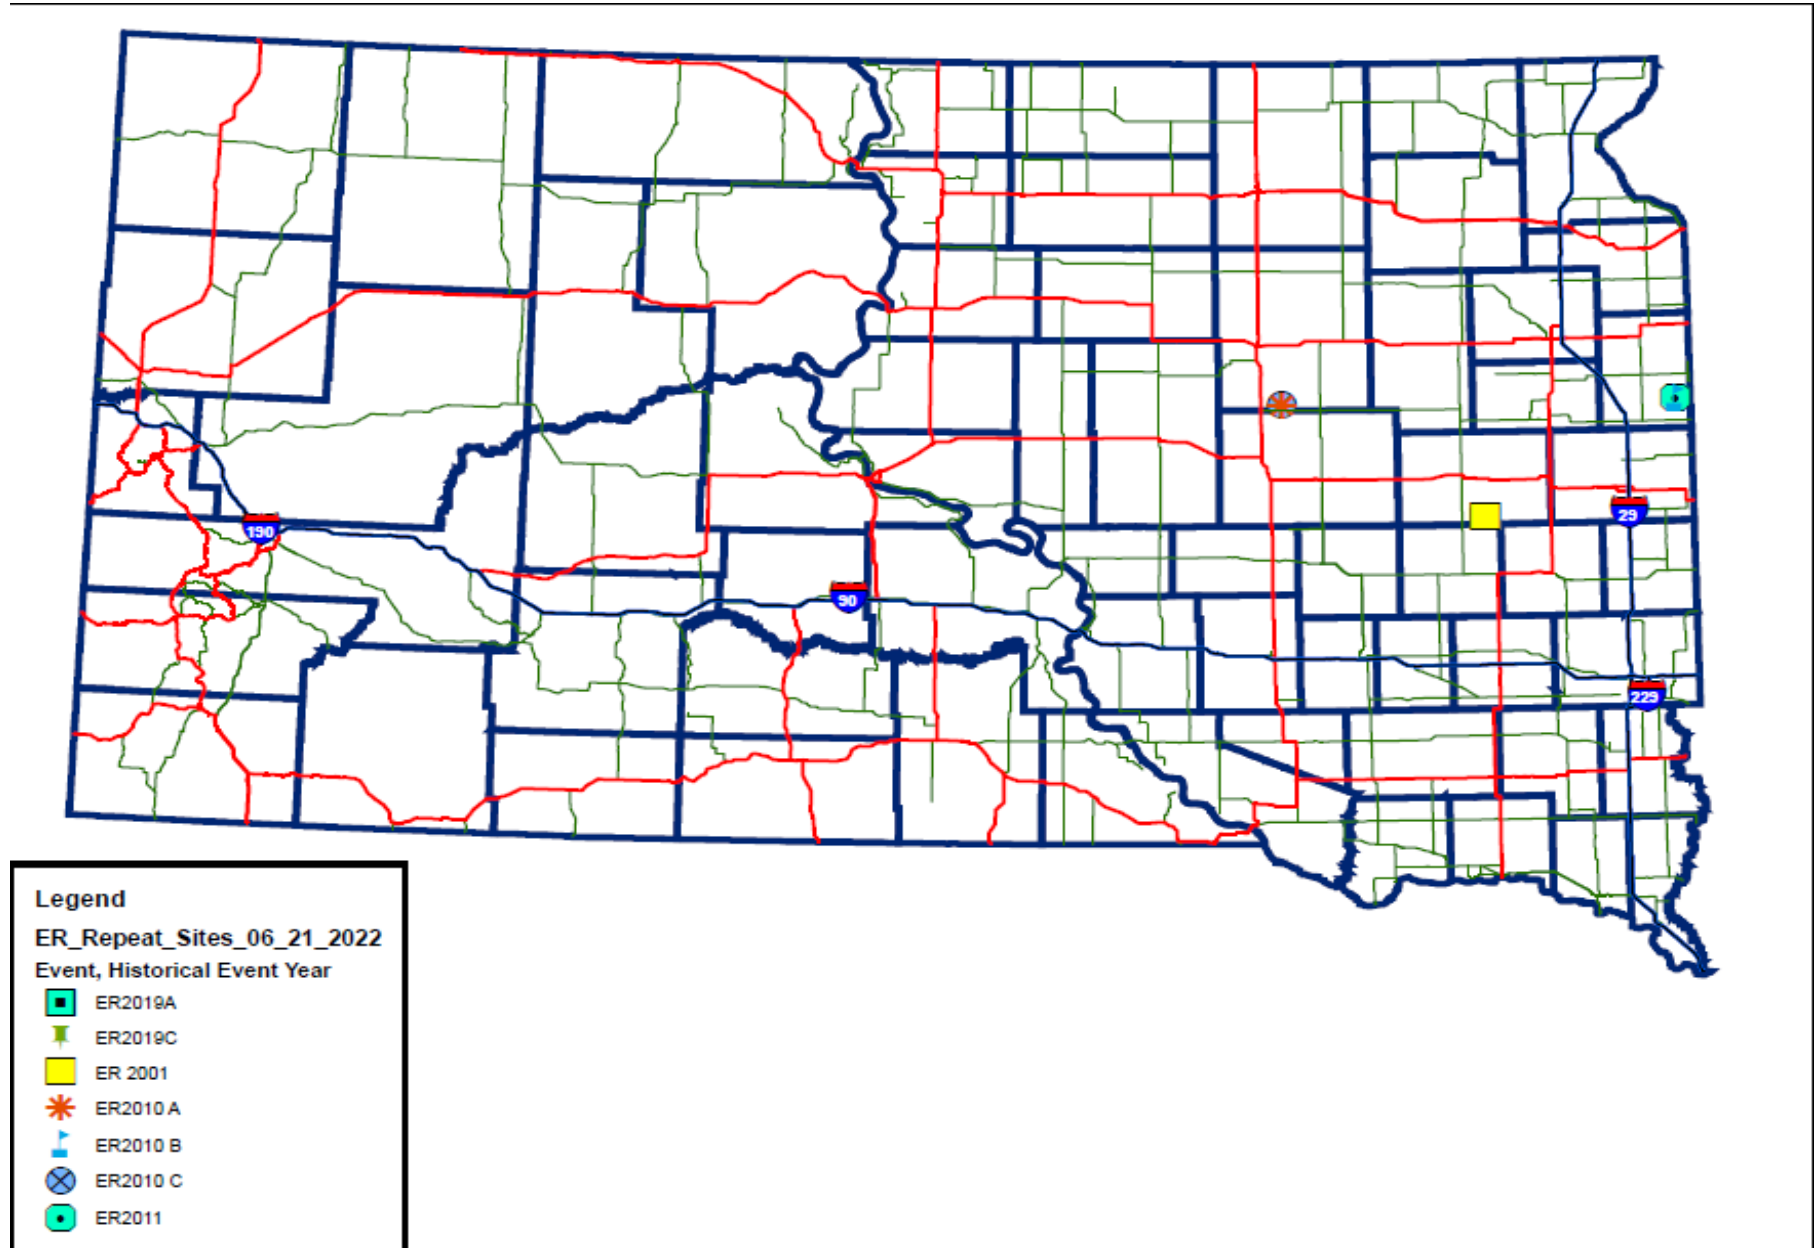 190
29
90
229
Legend
ER_Repeat_Sites_06_21_2022
Event, Historical Event Year
ER2019A
ER2019C
ER 2001
ER2010 A
ER2010 B
ER2010 C
ER2011